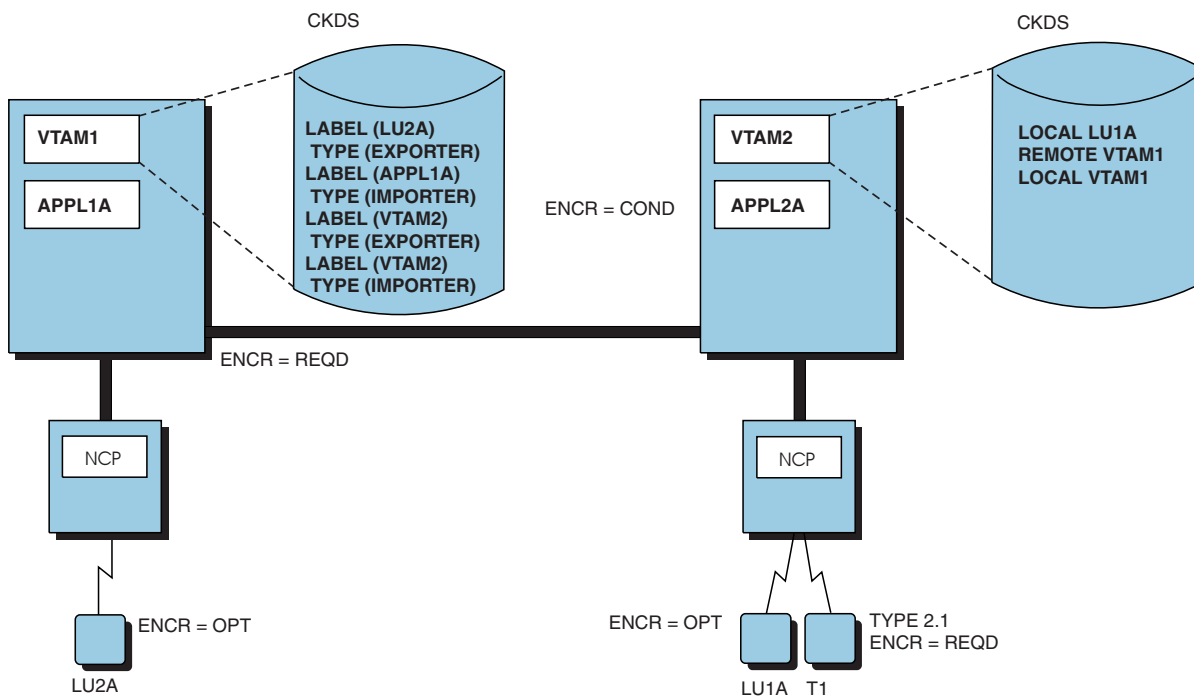 CKDS
CKDS
VTAM1
APPL1A
LABEL (LU2A)
TYPE (EXPORTER)
LABEL (APPL1A)
TYPE (IMPORTER)
LABEL (VTAM2)
TYPE (EXPORTER)
LABEL (VTAM2)
TYPE (IMPORTER)
ENCR = COND
VTAM2
APPL2A
LOCAL LU1A
REMOTE VTAM1
LOCAL VTAM1
ENCR = REQD
NCP
NCP
ENCR = OPT
LU2A
ENCR = OPT
TYPE 2.1
ENCR = REQD
LU1A
T1